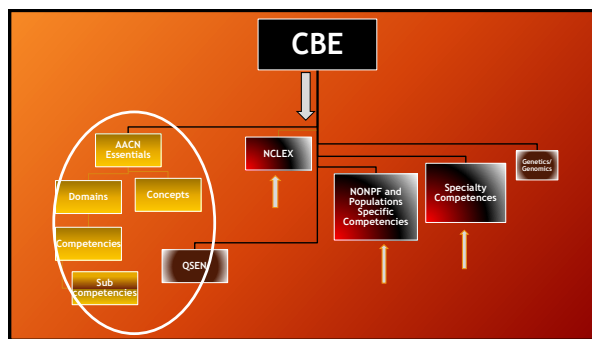 CBE
AACN
Essentials
NCLEX
Genetics/
Genomics
Domains
Concepts
NONPF and
Populations
Specific
Competencies
Specialty
Competences
Competencies
QSEN
Sub
competencies